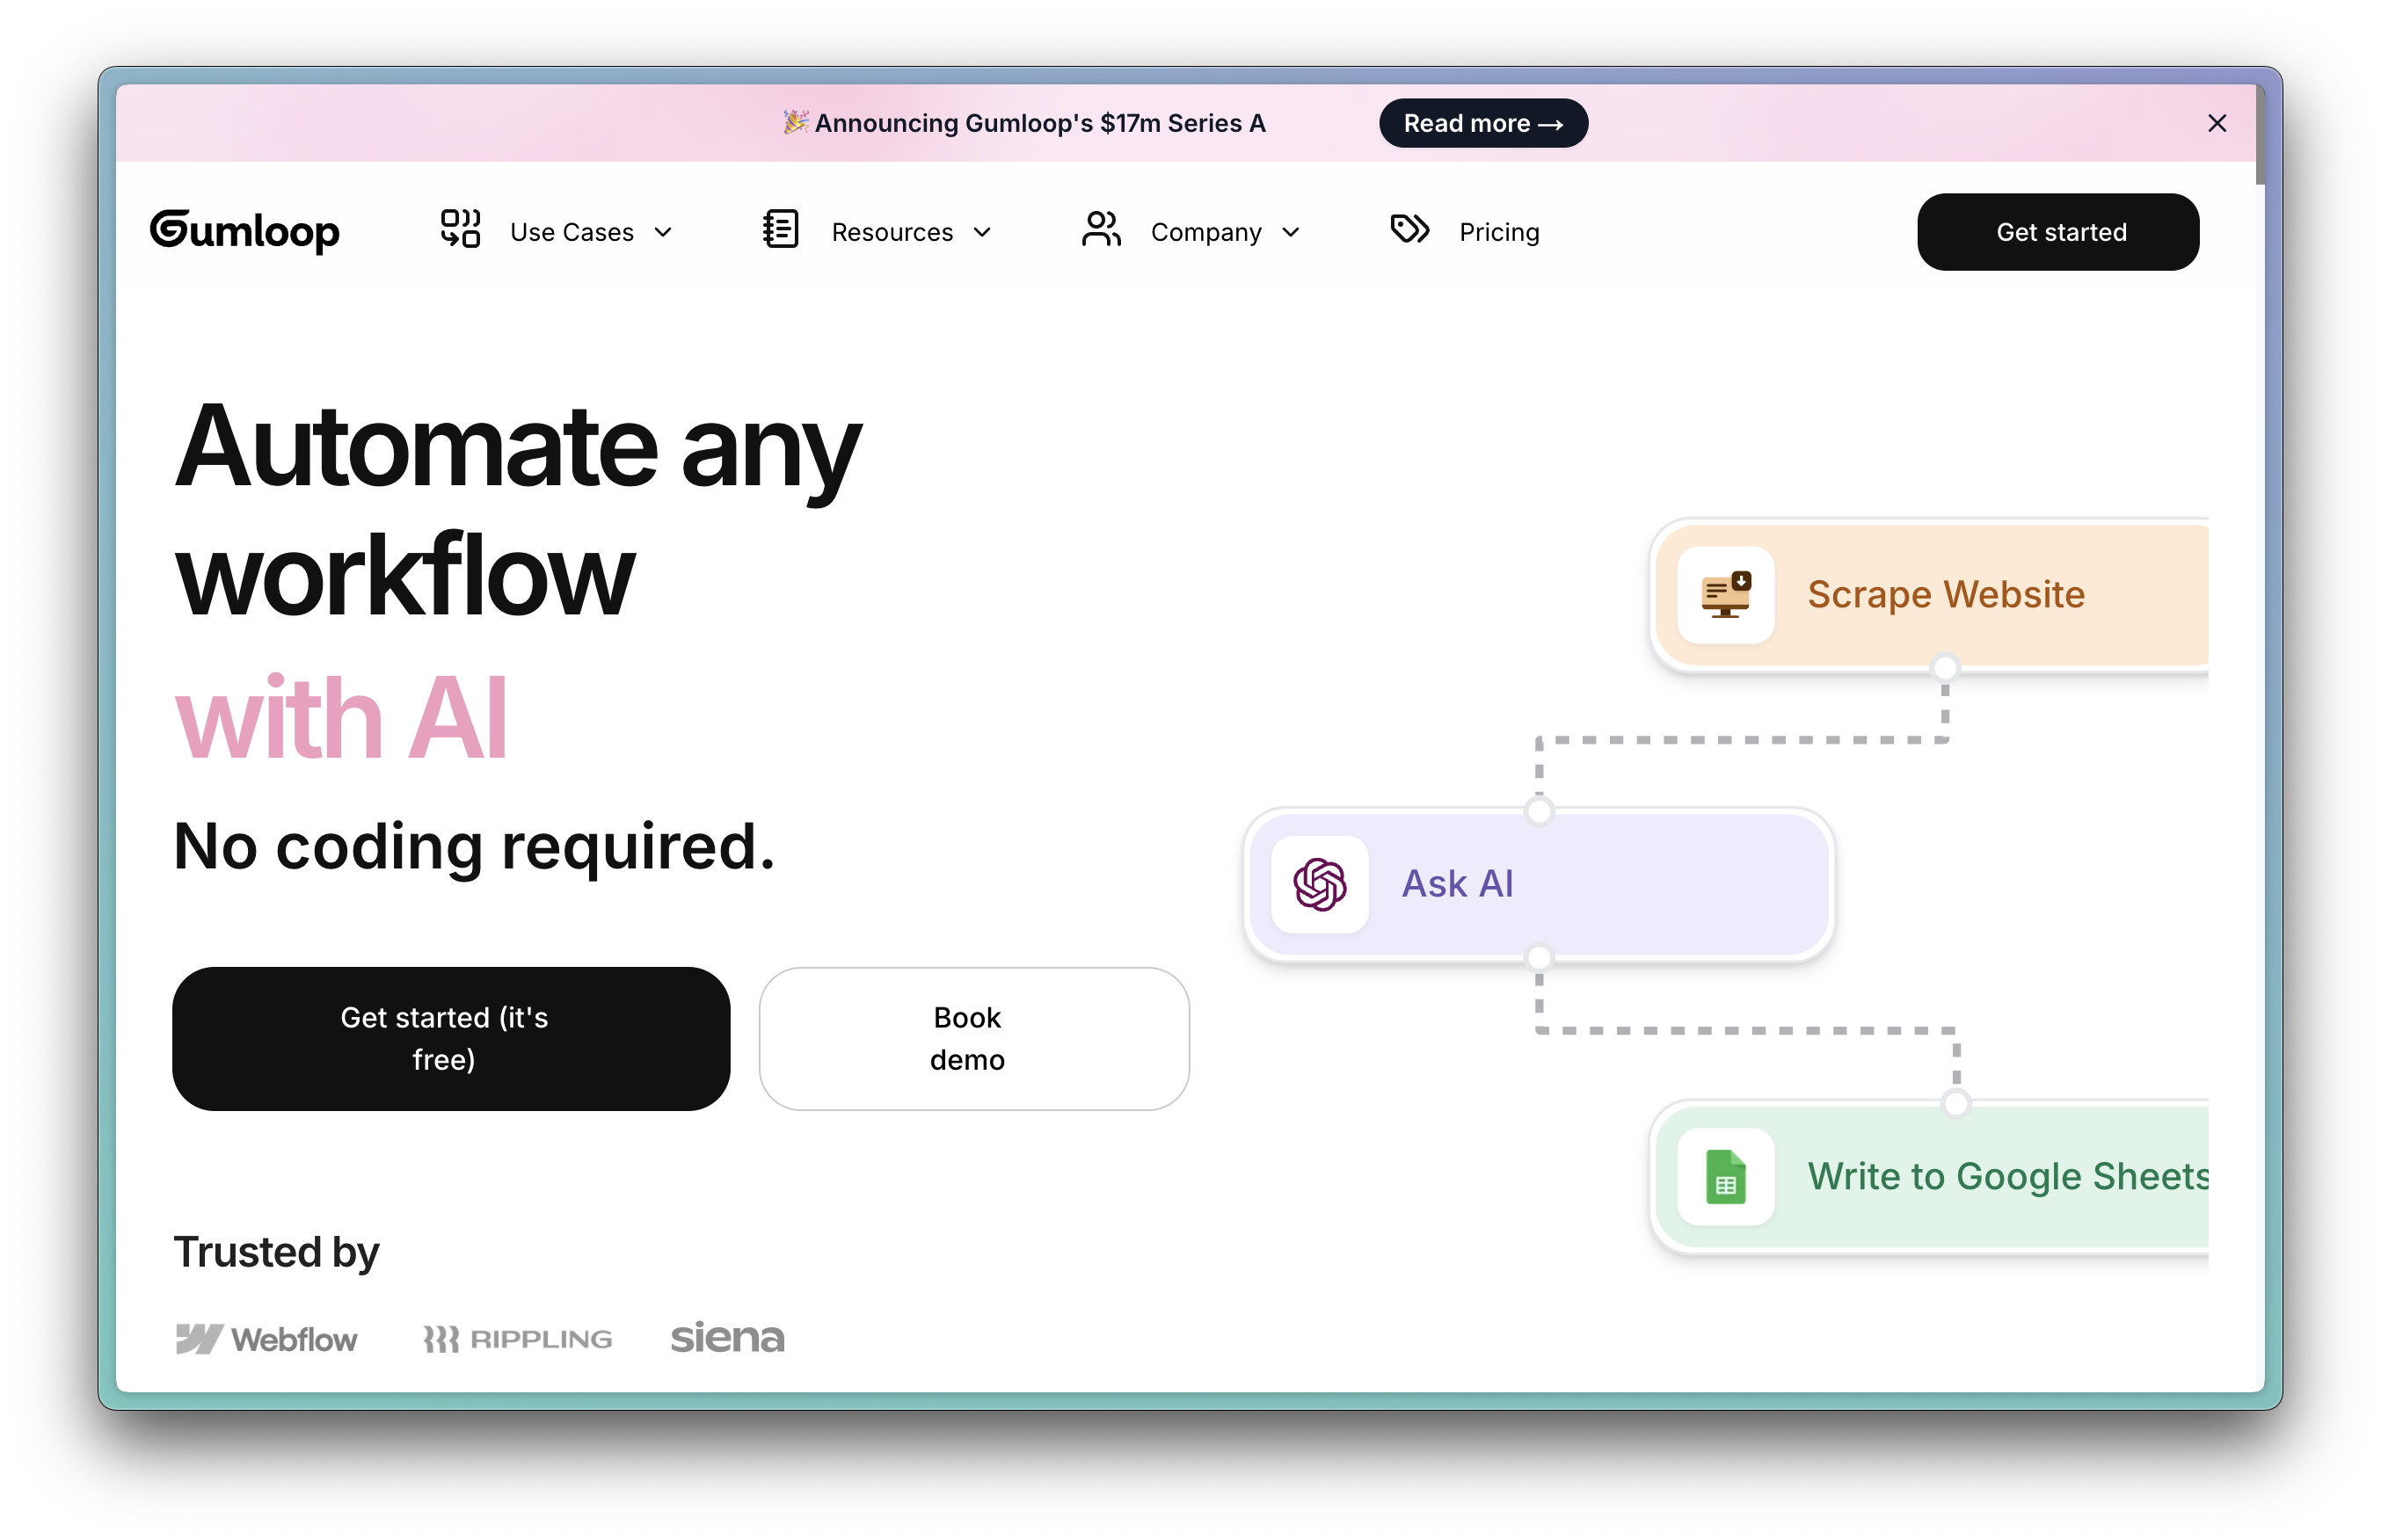 🎉 Announcing Gumloop's $17m Series A
Read more →
Gumloop
Use Cases
Resources
Company
Pricing
Get started
Automate any
workflow
with AI
No coding required.
Get started (it's
free)
Book
demo
Scrape Website
Ask AI
Write to Google Sheets
Trusted by
Webflow
RIPPLING
siena